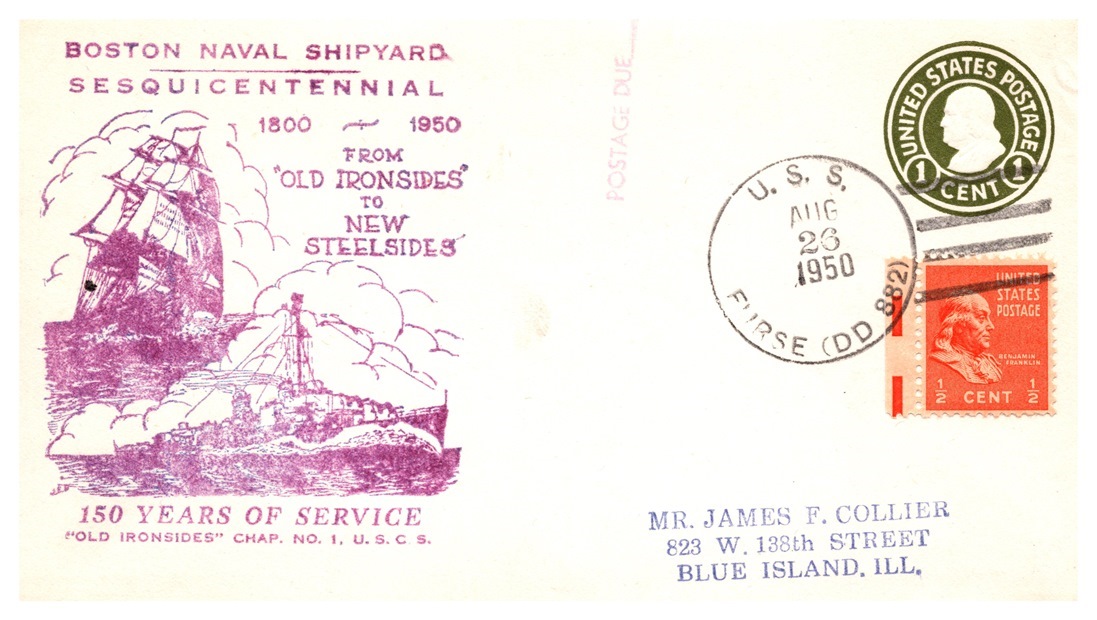 BOSTON NAVAL SHIPYARD
SESQUICENTENNIAL
1800 ~ 1950
FROM
"OLD IRONSIDES"
TO
NEW
STEELSIDES
150 YEARS OF SERVICE
"OLD IRONSIDES" CHAP. NO. 1, U.S.C.S.
POSTAGE DUE
U. S. S.
AUG
26
1950
FURSE (DD 882)
UNITED STATES POSTAGE
1 CENT 1
UNITED
STATES
POSTAGE
BENJAMIN
FRANKLIN
1/2 CENT 1/2
MR. JAMES F. COLLIER
823 W. 138th STREET
BLUE ISLAND, ILL.